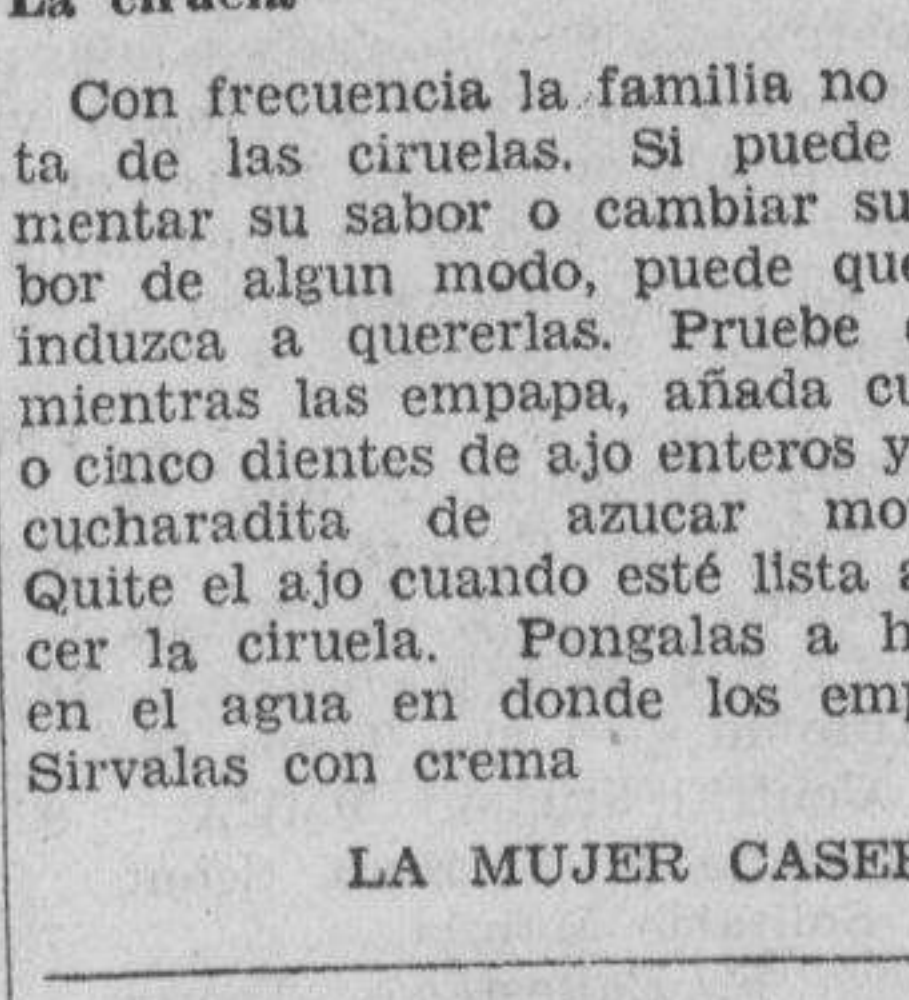 La ciruela
Con frecuencia la familia no
ta de las ciruelas. Si puede
mentar su sabor o cambiar su
bor de algun modo, puede que
induzca a quererlas. Pruebe
mientras las empapa, añada cu
o cinco dientes de ajo enteros y
cucharadita de azucar mo
Quite el ajo cuando esté lista a
cer la ciruela. Pongalas a h
en el agua en donde los emp
Sirvalas con crema
LA MUJER CASE